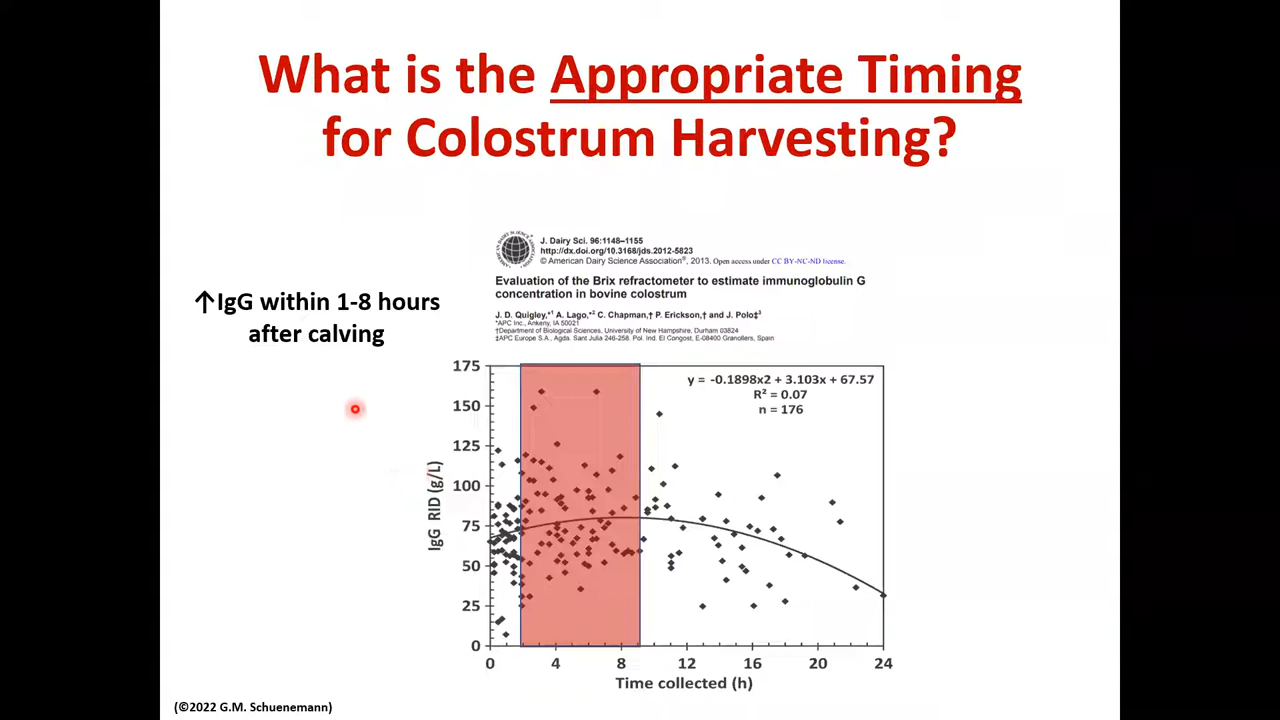 What is the Appropriate Timing
for Colostrum Harvesting?
J. Dairy Sci. 96:1148–1155
http://dx.doi.org/10.3168/jds.2012-5823
© American Dairy Science Association®, 2013. Open access under CC BY-NC-ND license.
Evaluation of the Brix refractometer to estimate immunoglobulin G
concentration in bovine colostrum
J. D. Quigley,*¹ A. Lago,*² C. Chapman,† P. Erickson,† and J. Polo‡³
*APC Inc., Ankeny, IA 50021
†Department of Biological Sciences, University of New Hampshire, Durham 03824
‡APC Europe S.A., Agda. Sant Julia 246-258. Pol. Ind. El Congost, E-08400 Granollers, Spain
↑IgG within 1-8 hours
after calving
y = -0.1898x2 + 3.103x + 67.57
R² = 0.07
n = 176
175
150
125
100
75
50
25
0
IgG RID (g/L)
0 4 8 12 16 20 24
Time collected (h)
(©2022 G.M. Schuenemann)